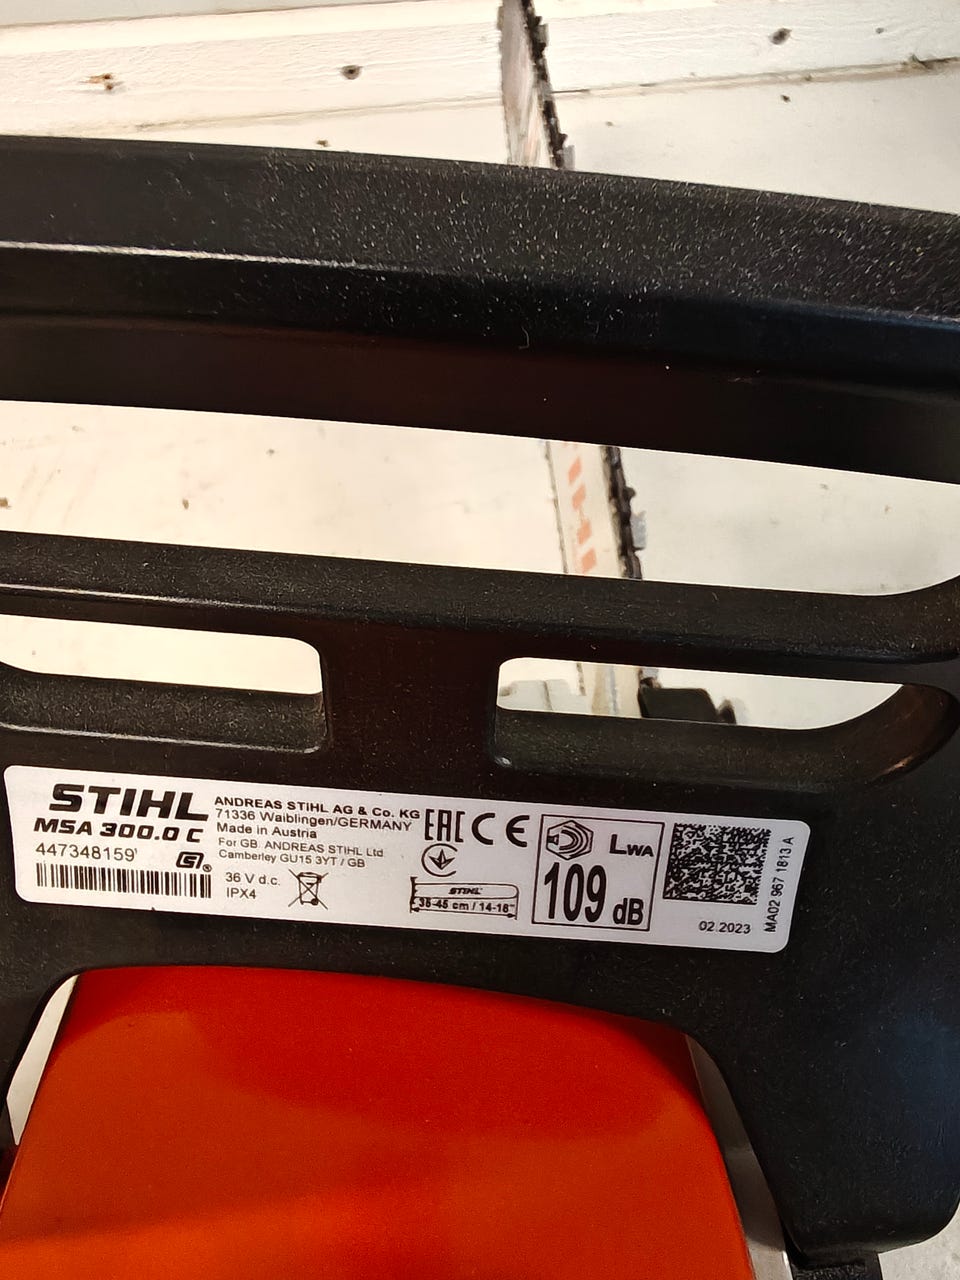 STIHL
MSA 300.0 C
447348159
ANDREAS STIHL AG & Co. KG
71336 Waiblingen/GERMANY
Made in Austria
For GB: ANDREAS STIHL Ltd
Camberley GU15 3YT / GB
36 V d.c.
IPX4
EAC CE
STIHL
35-45 cm / 14-18"
LWA
109 dB
02.2023
MA02 967 1813 A